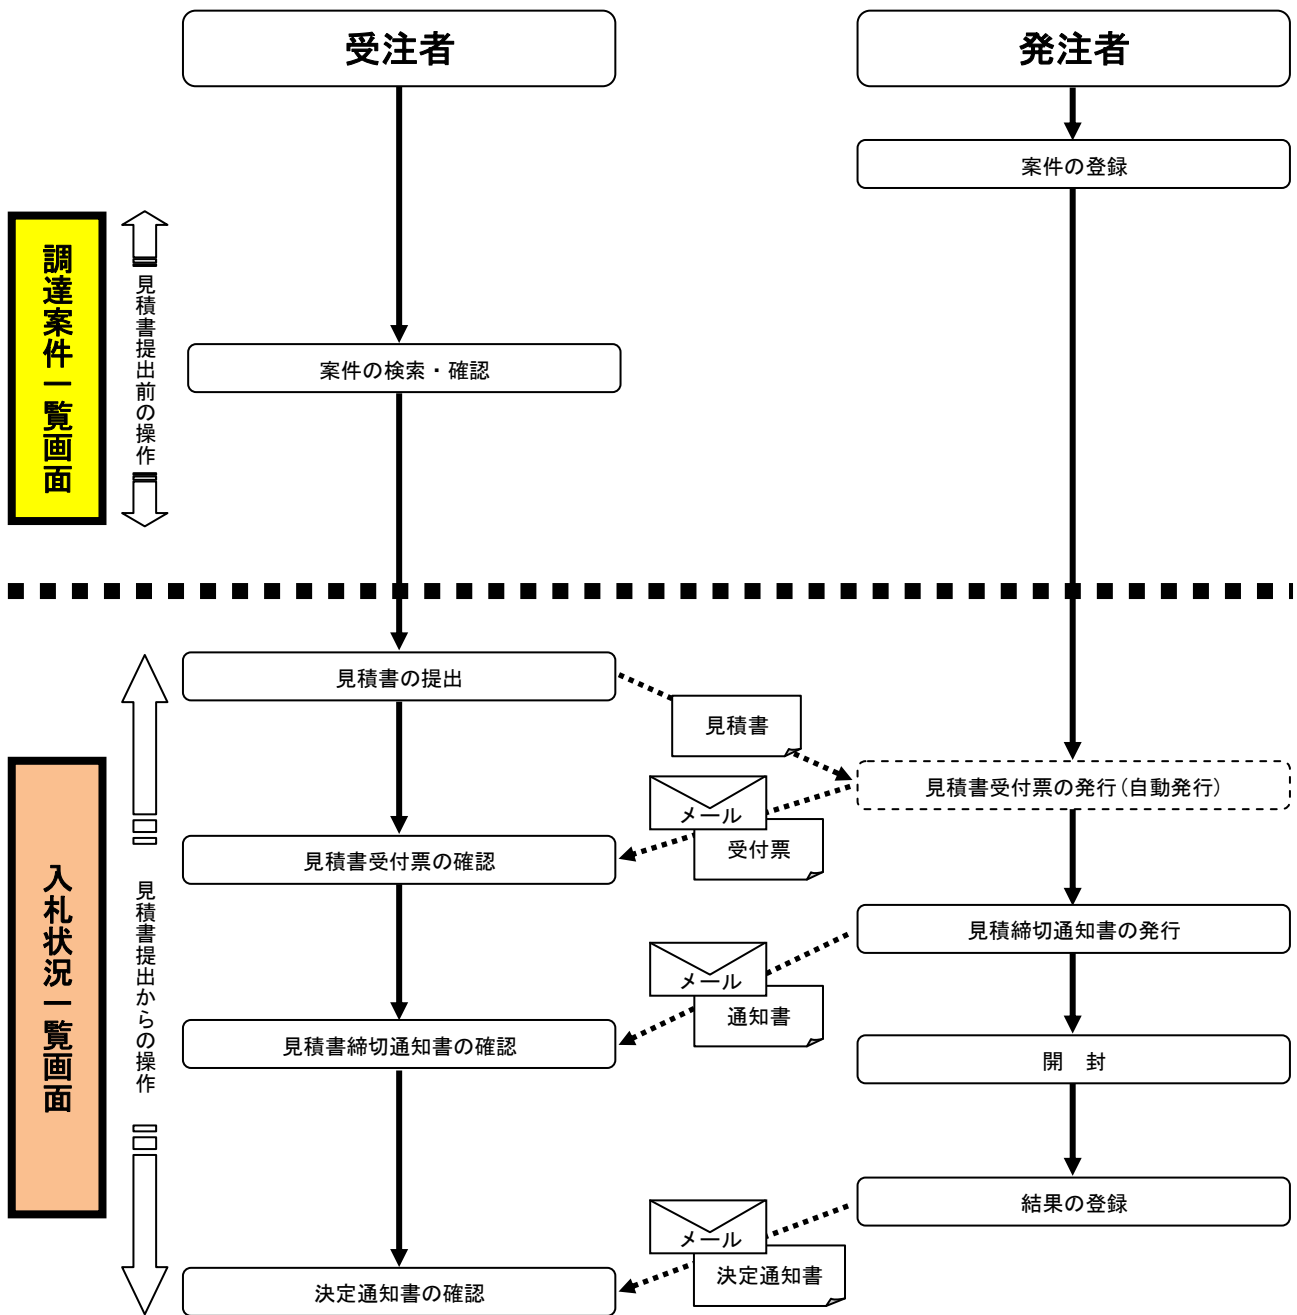 受注者
発注者
案件の登録
調達案件一覧画面
見積書提出前の操作
案件の検索・確認
見積書の提出
見積書
見積書受付票の発行(自動発行)
メール
受付票
見積書受付票の確認
入札状況一覧画面
見積書提出からの操作
見積締切通知書の発行
メール
通知書
見積書締切通知書の確認
開　封
結果の登録
メール
決定通知書
決定通知書の確認